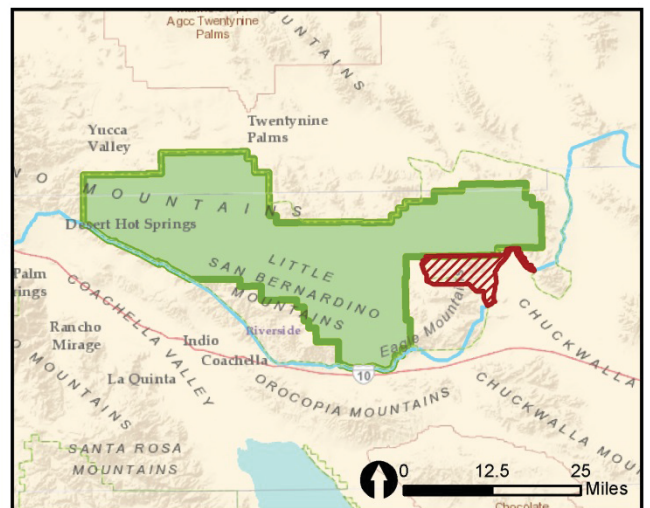 Agcc Twentynine
Palms
MOUNTAINS
Twentynine
Palms
Yucca
Valley
NO MOUNTAINS
Desert Hot Springs
LITTLE
SAN BERNARDINO
MOUNTAINS
Palm
rings
COACHELLA VALLEY
Rancho
Mirage
Riverside
Indio
Coachella
Eagle Mountain
CHUCKWALLA
La Quinta
10
OROCOPIA MOUNTAINS
CHUCKWALLA MOU
O MOUNTAINS
SANTA ROSA
MOUNTAINS
0 12.5 25
Miles
Chocolate